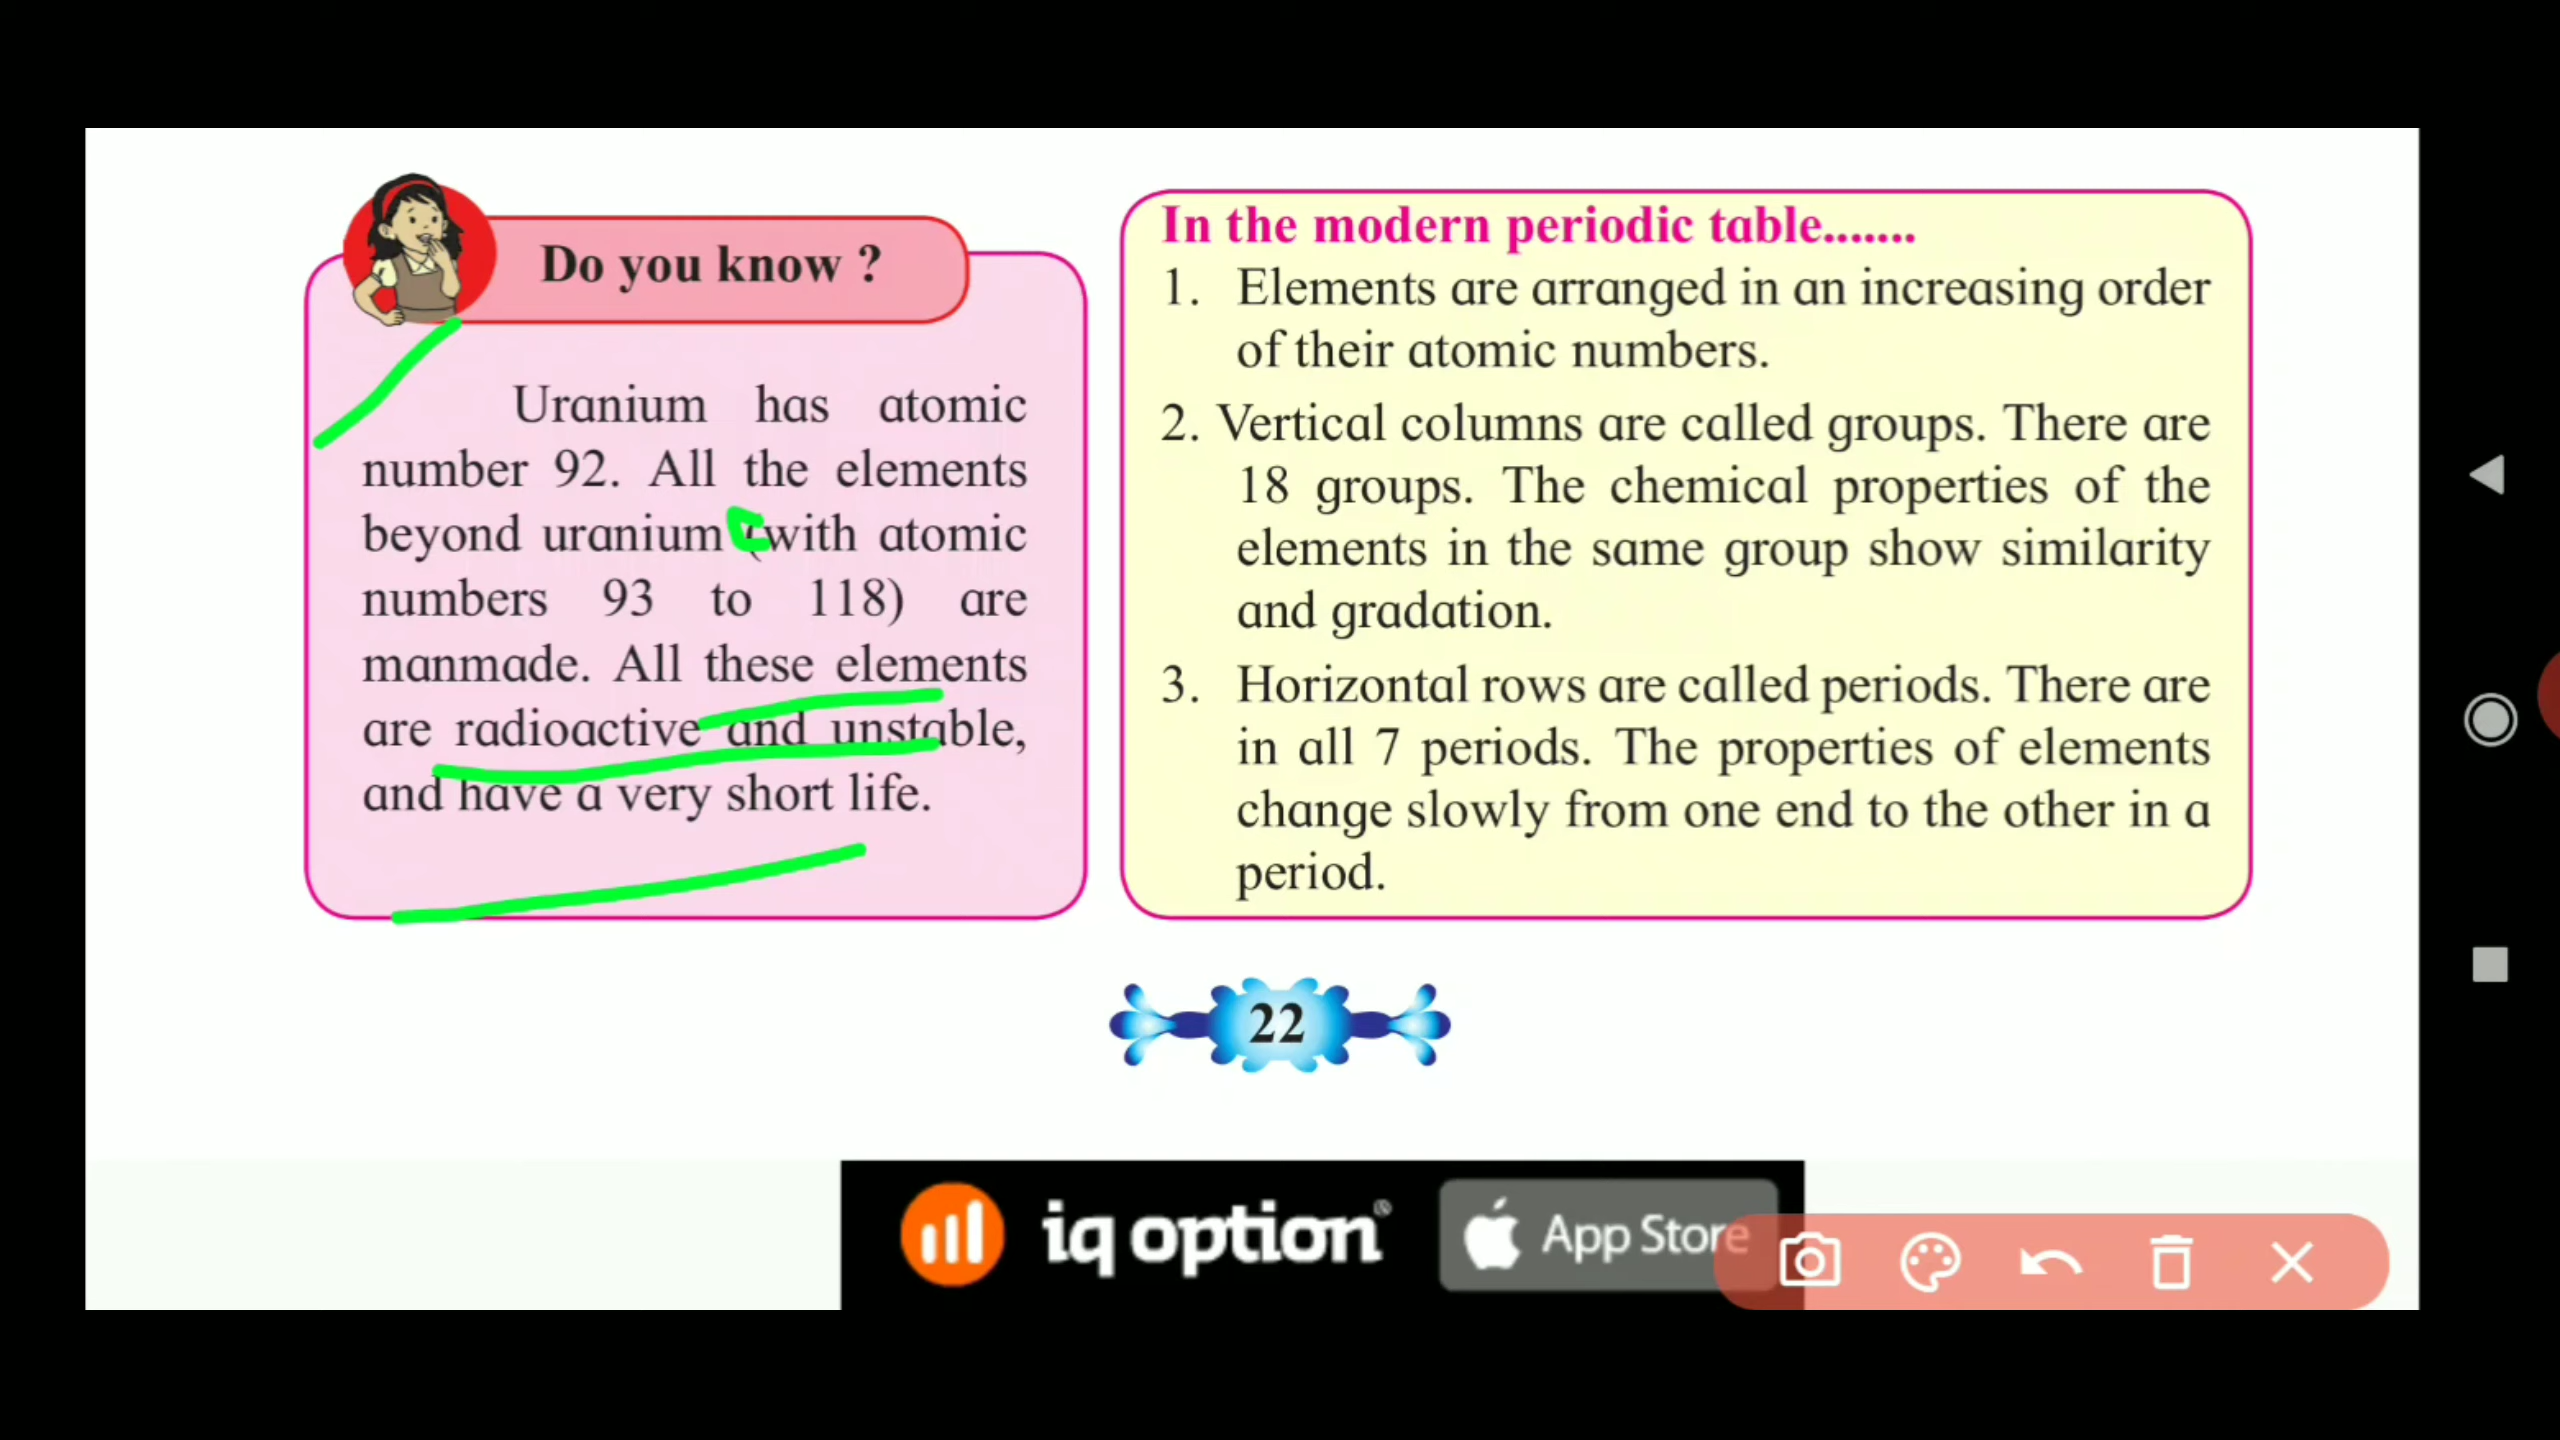 Do you know ?
Uranium has atomic
number 92. All the elements
beyond uranium (with atomic
numbers 93 to 118) are
manmade. All these elements
are radioactive and unstable,
and have a very short life.
In the modern periodic table.......
1. Elements are arranged in an increasing order
of their atomic numbers.
2. Vertical columns are called groups. There are
18 groups. The chemical properties of the
elements in the same group show similarity
and gradation.
3. Horizontal rows are called periods. There are
in all 7 periods. The properties of elements
change slowly from one end to the other in a
period.
22
iq option®
App Store